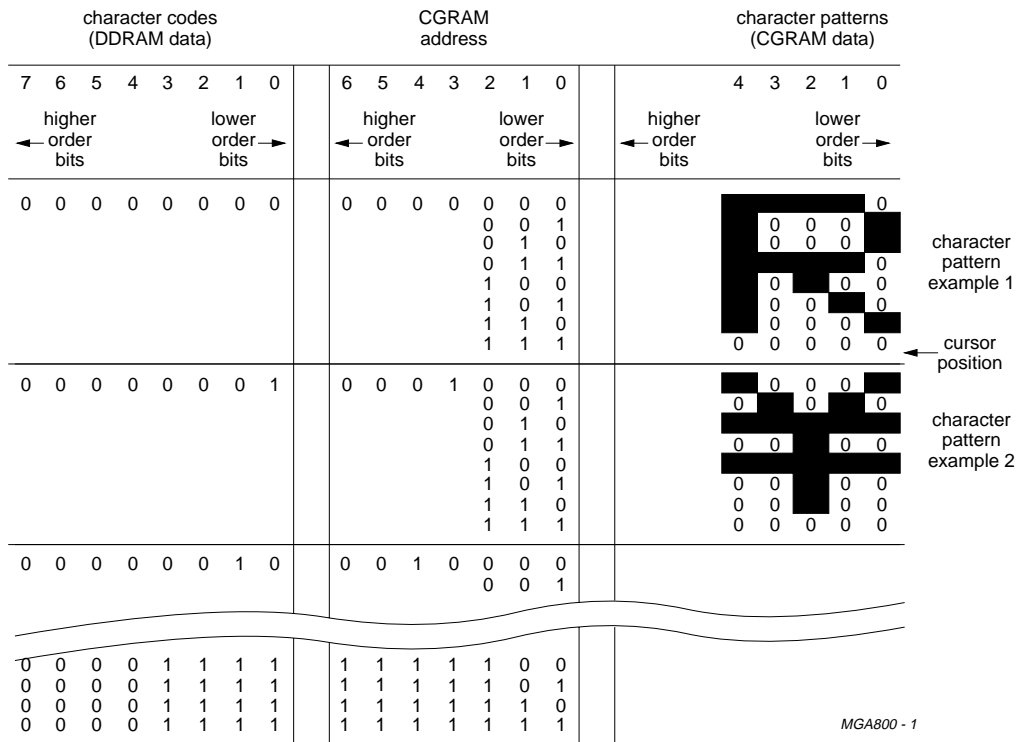 character codes
(DDRAM data)
CGRAM
address
character patterns
(CGRAM data)
7 6 5 4 3 2 1 0 6 5 4 3 2 1 0 4 3 2 1 0
higher
order
bits
lower
order
bits
higher
order
bits
lower
order
bits
higher
order
bits
lower
order
bits
0 0 0 0 0 0 0 0 0 0 0 0 0 0 0 0
0 0 1 0 0 0
0 1 0 0 0 0
0 1 1 0
1 0 0 0 0 0
1 0 1 0 0 0
1 1 0 0 0 0
1 1 1 0 0 0 0 0
character
pattern
example 1
cursor
position
0 0 0 0 0 0 0 1 0 0 0 1 0 0 0 0 0 0
0 0 1 0 0 0
0 1 0
0 1 1 0 0 0 0
1 0 0
1 0 1 0 0 0 0
1 1 0 0 0 0 0
1 1 1 0 0 0 0 0
character
pattern
example 2
0 0 0 0 0 0 1 0 0 0 1 0 0 0 0
0 0 1
0 0 0 0 1 1 1 1 1 1 1 1 1 0 0
0 0 0 0 1 1 1 1 1 1 1 1 1 0 1
0 0 0 0 1 1 1 1 1 1 1 1 1 1 0
0 0 0 0 1 1 1 1 1 1 1 1 1 1 1
MGA800 - 1